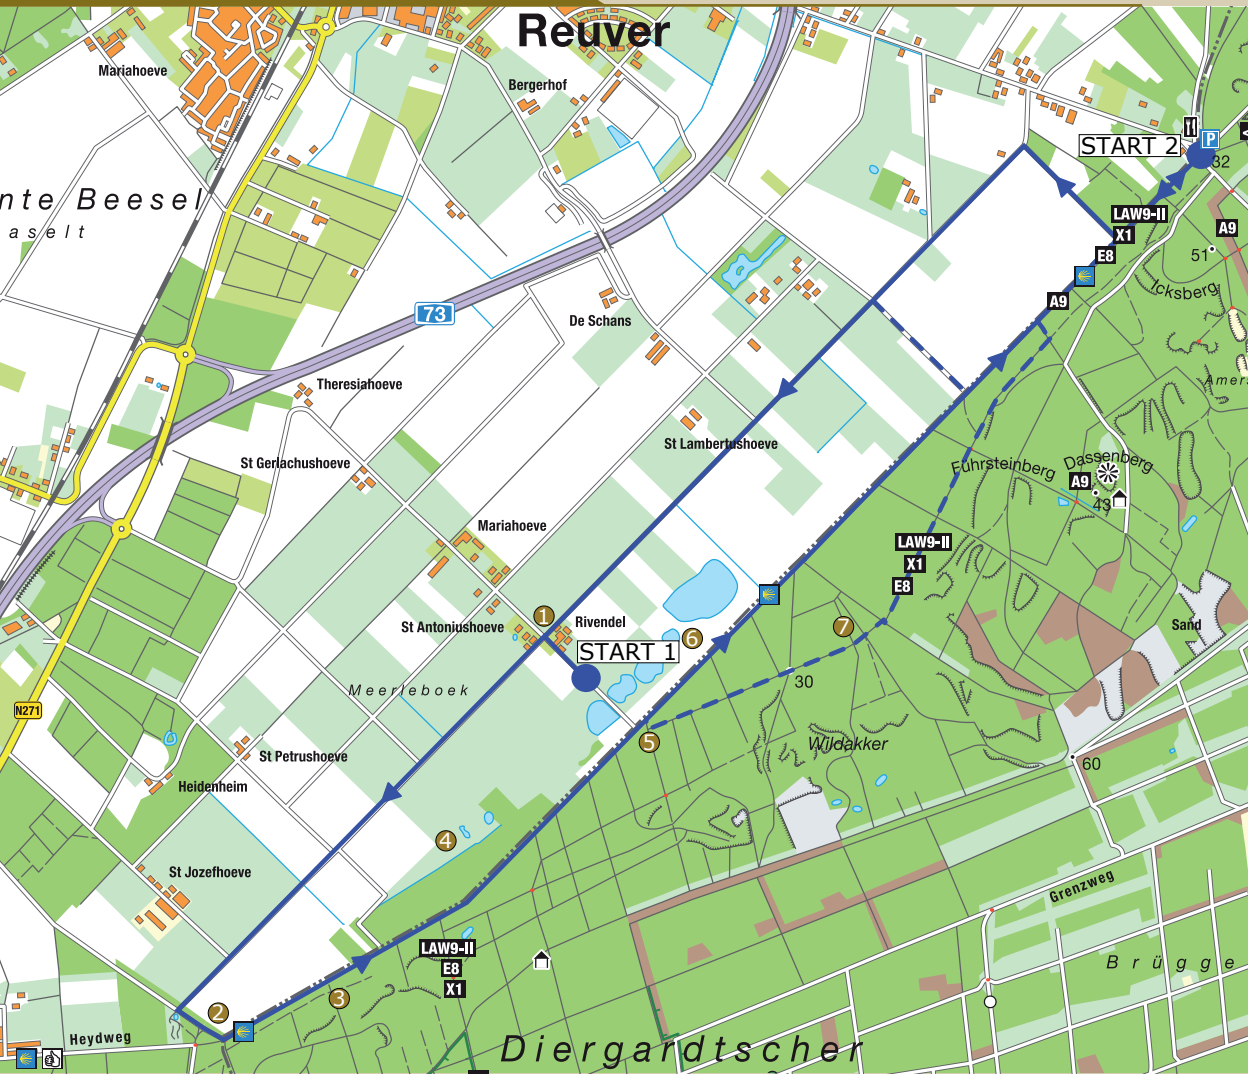 Reuver
Mariahoeve
Bergerhof
START 2
P
32
nte Beesel
aselt
LAW9-II
X1
A9
E8
51
Icksberg
A9
73
De Schans
Theresiahoeve
Amers
St Lambertushoeve
St Gerlachushoeve
Fuhrsteinberg
Dassenberg
A9
43
Mariahoeve
LAW9-II
X1
E8
1
Rivendel
St Antoniushoeve
START 1
6
7
Sand
Meerleboek
30
N271
5
Wildakker
St Petrushoeve
60
Heidenheim
4
St Jozefhoeve
Grenzweg
LAW9-II
E8
X1
Brügge
3
2
Heydweg
Diergardtscher